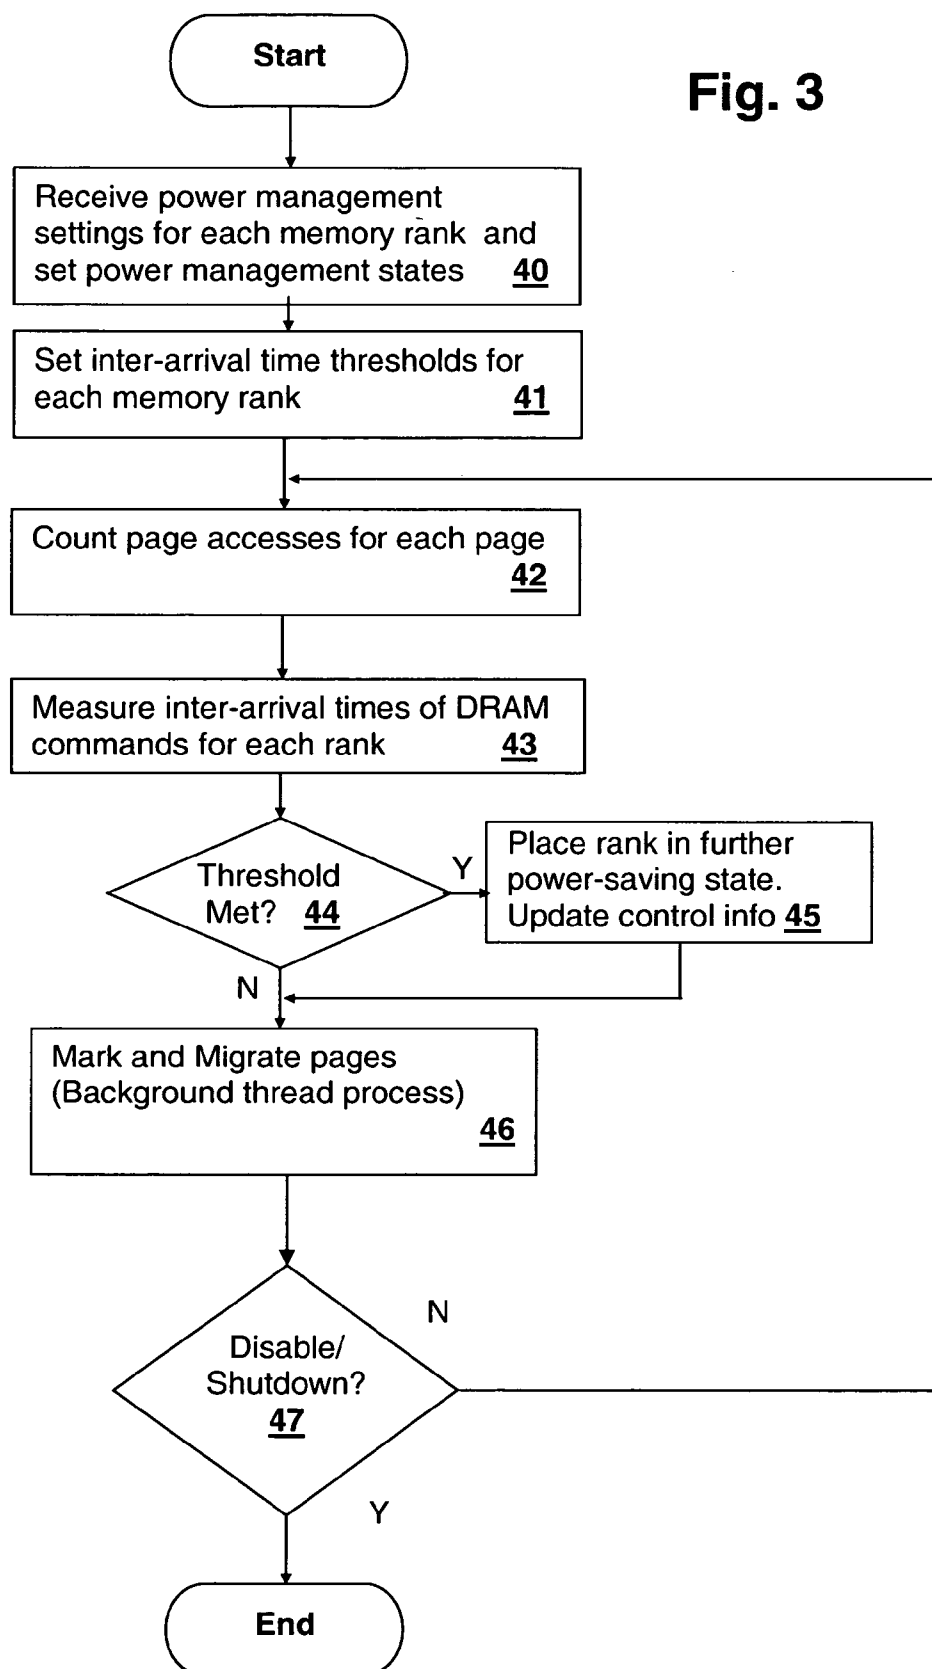 Start
Fig. 3
Receive power management
settings for each memory rank and
set power management states 40
Set inter-arrival time thresholds for
each memory rank 41
Count page accesses for each page
42
Measure inter-arrival times of DRAM
commands for each rank 43
Threshold
Met? 44
Y
Place rank in further
power-saving state.
Update control info 45
N
Mark and Migrate pages
(Background thread process)
46
N
Disable/
Shutdown?
47
Y
End